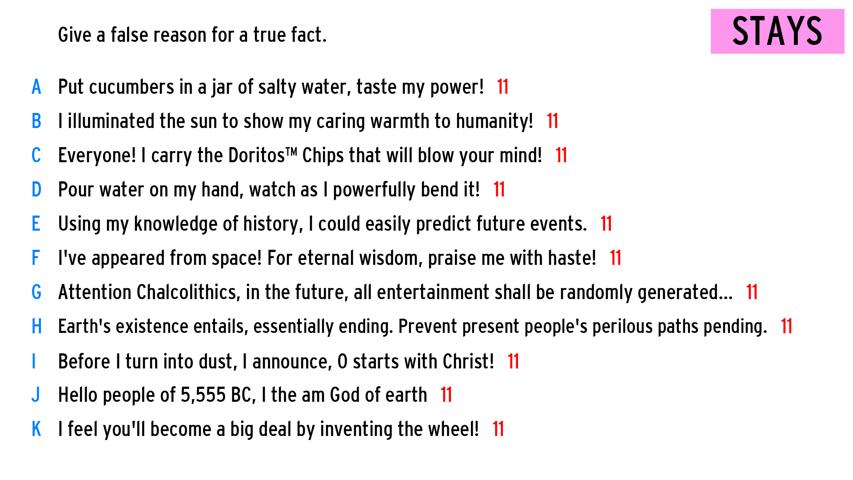 Give a false reason for a true fact.
STAYS
A Put cucumbers in a jar of salty water, taste my power! 11
B I illuminated the sun to show my caring warmth to humanity! 11
C Everyone! I carry the Doritos™ Chips that will blow your mind! 11
D Pour water on my hand, watch as I powerfully bend it! 11
E Using my knowledge of history, I could easily predict future events. 11
F I've appeared from space! For eternal wisdom, praise me with haste! 11
G Attention Chalcolithics, in the future, all entertainment shall be randomly generated... 11
H Earth's existence entails, essentially ending. Prevent present people's perilous paths pending. 11
I Before I turn into dust, I announce, 0 starts with Christ! 11
J Hello people of 5,555 BC, I the am God of earth 11
K I feel you'll become a big deal by inventing the wheel! 11